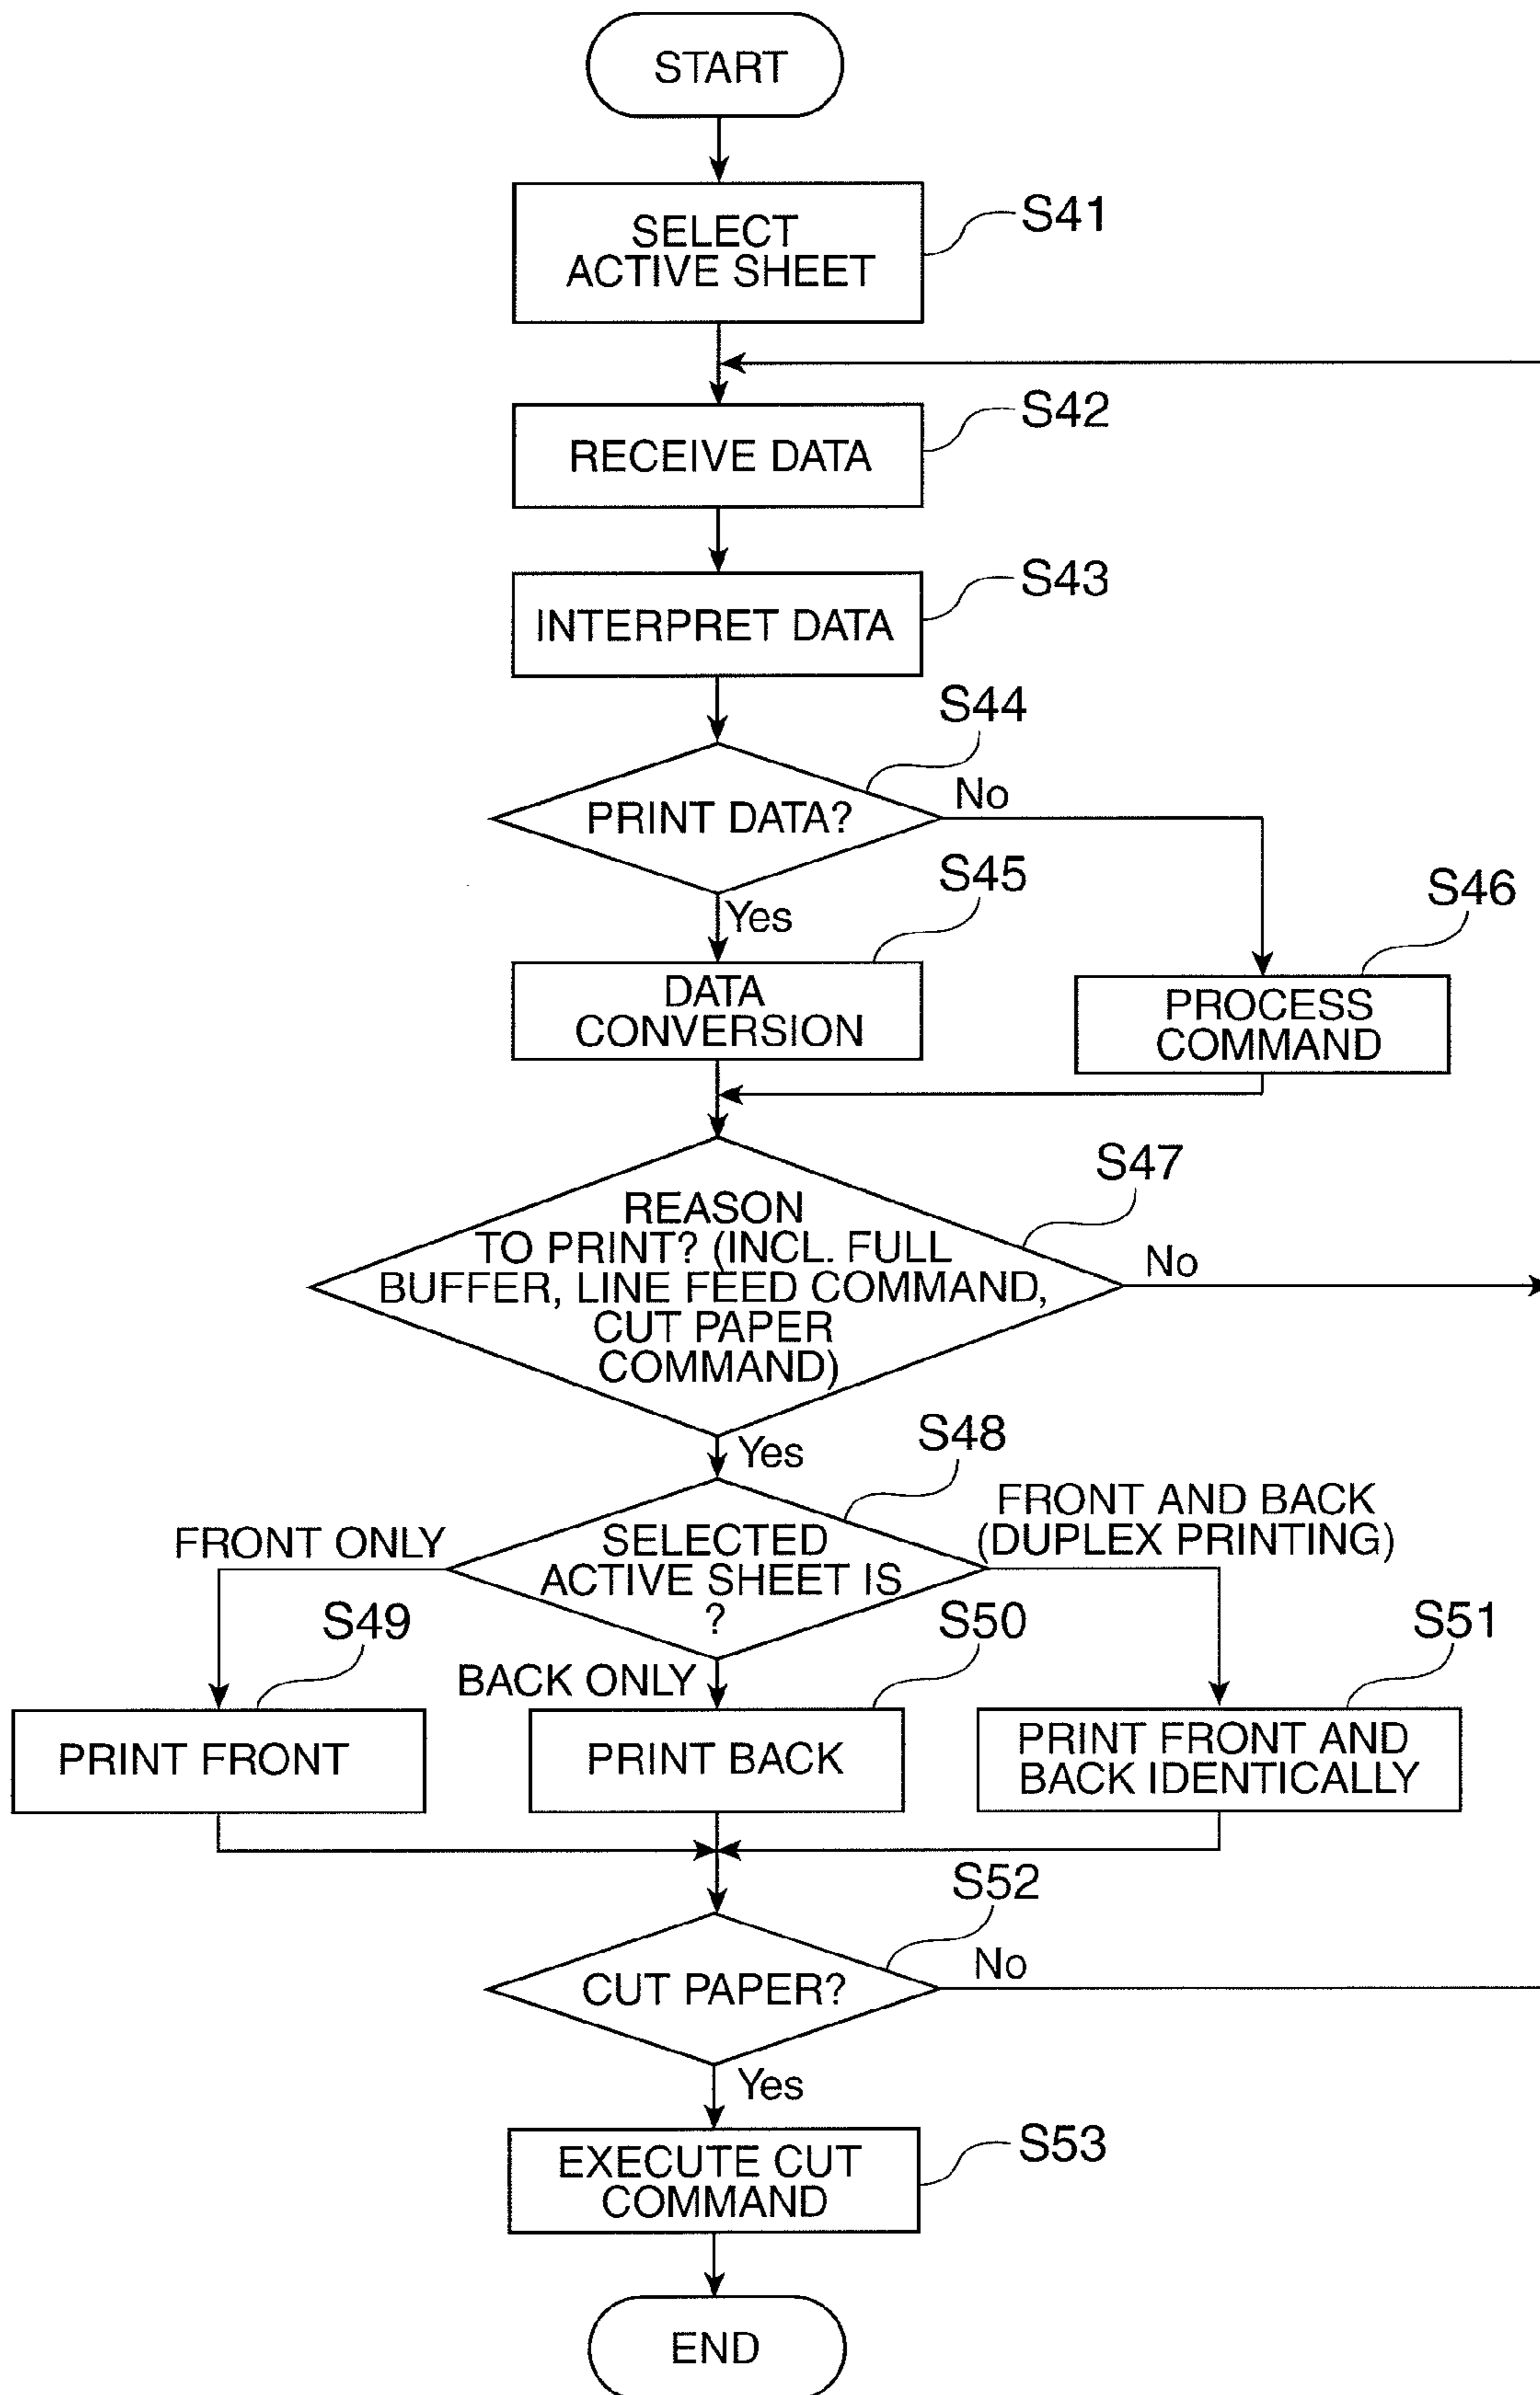 START
SELECT
ACTIVE SHEET
S41
RECEIVE DATA
S42
INTERPRET DATA
S43
S44
PRINT DATA?
No
Yes
S45
DATA
CONVERSION
S46
PROCESS
COMMAND
S47
REASON
TO PRINT? (INCL. FULL
BUFFER, LINE FEED COMMAND,
CUT PAPER
COMMAND)
No
Yes
S48
SELECTED
ACTIVE SHEET IS
?
FRONT ONLY
FRONT AND BACK
(DUPLEX PRINTING)
BACK ONLY
S49
PRINT FRONT
S50
PRINT BACK
S51
PRINT FRONT AND
BACK IDENTICALLY
S52
CUT PAPER?
No
Yes
EXECUTE CUT
COMMAND
S53
END